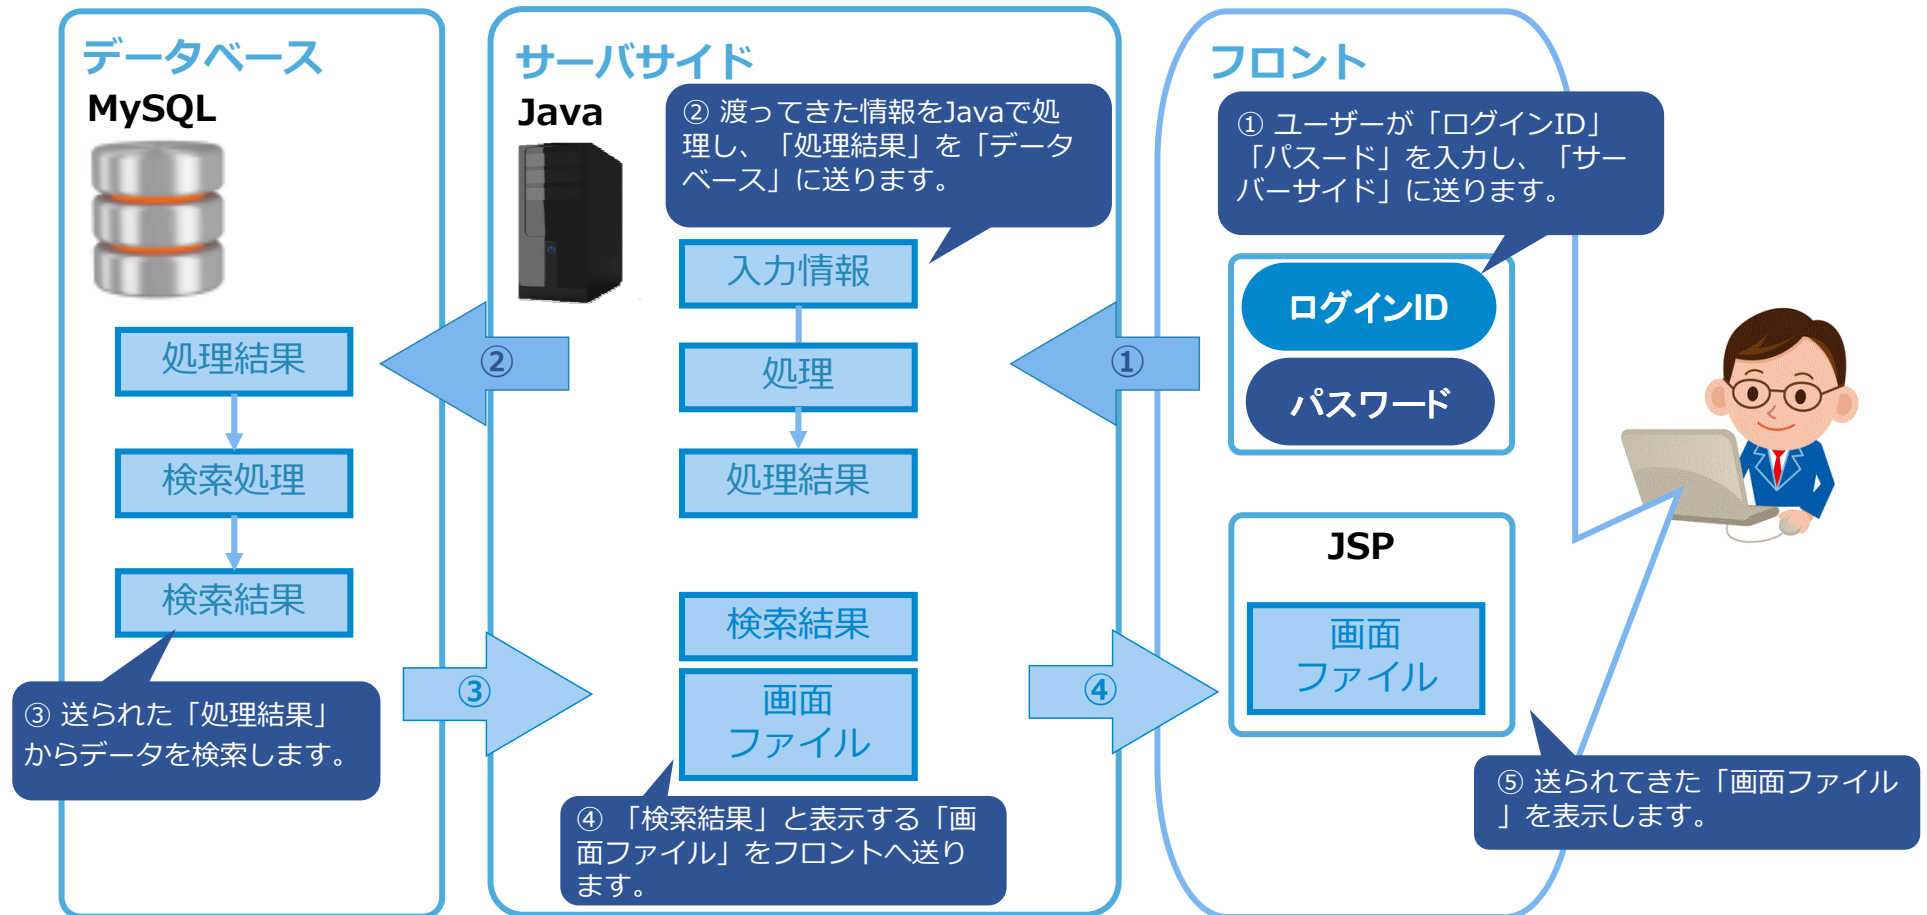 データベース
MySQL
処理結果
検索処理
検索結果
③ 送られた「処理結果」
からデータを検索します。
②
③
サーバサイド
Java
② 渡ってきた情報をJavaで処
理し、「処理結果」を「データ
ベース」に送ります。
入力情報
処理
処理結果
検索結果
画面
ファイル
④ 「検索結果」と表示する「画
面ファイル」をフロントへ送り
ます。
①
④
フロント
① ユーザーが「ログインID」
「パスード」を入力し、「サー
バーサイド」に送ります。
ログインID
パスワード
JSP
画面
ファイル
⑤ 送られてきた「画面ファイル
」を表示します。